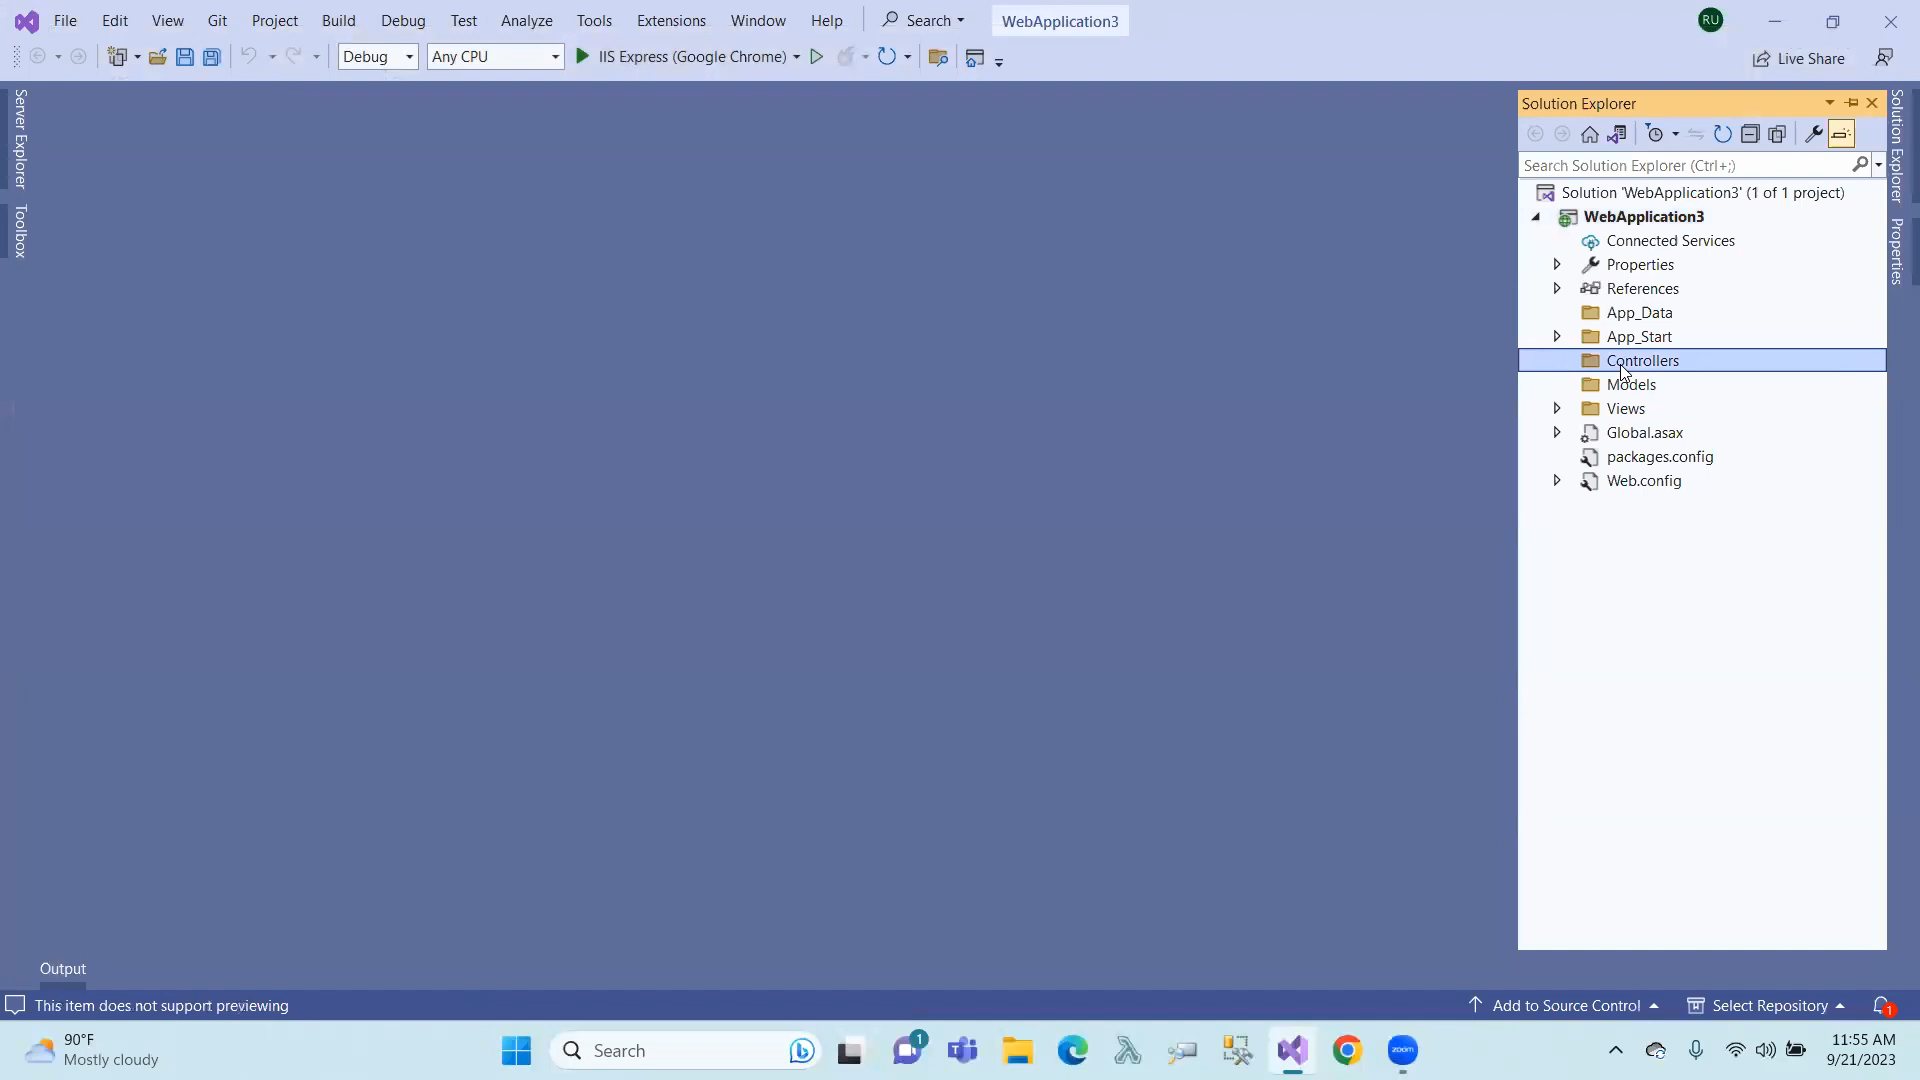 File Edit View Git Project Build Debug Test Analyze Tools Extensions Window Help Search WebApplication3 RU
Debug Any CPU IIS Express (Google Chrome) Live Share
Server Explorer
Toolbox
Solution Explorer
Search Solution Explorer (Ctrl+;)
Solution 'WebApplication3' (1 of 1 project)
WebApplication3
Connected Services
Properties
References
App_Data
App_Start
Controllers
Models
Views
Global.asax
packages.config
Web.config
Solution Explorer
Properties
Output
This item does not support previewing Add to Source Control Select Repository 1
90°F
Mostly cloudy
Search
1
zoom
11:55 AM
9/21/2023